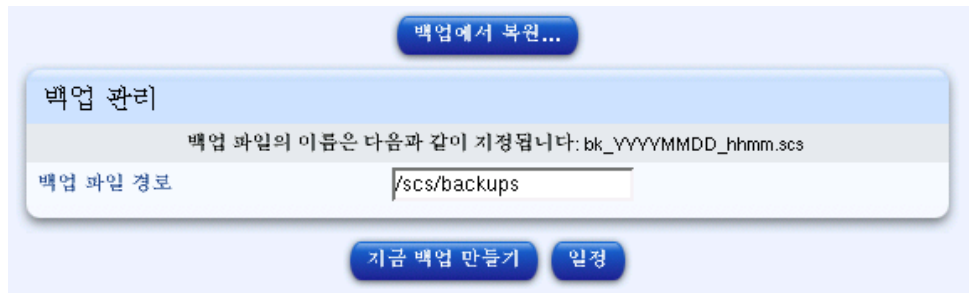 백업에서 복원...
백업 관리
백업 파일의 이름은 다음과 같이 지정됩니다: bk_YYYYMMDD_hhmm.scs
백업 파일 경로 /scs/backups
지금 백업 만들기 일정